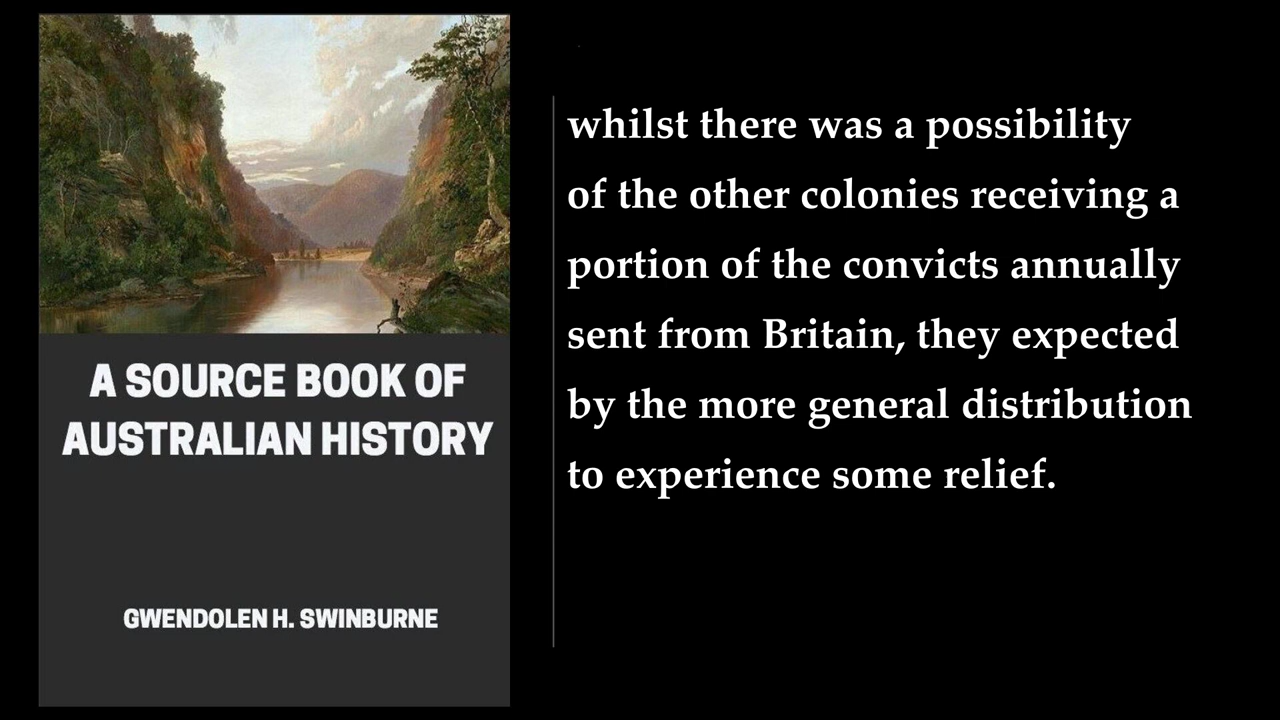 A SOURCE BOOK OF
AUSTRALIAN HISTORY
GWENDOLEN H. SWINBURNE
whilst there was a possibility
of the other colonies receiving a
portion of the convicts annually
sent from Britain, they expected
by the more general distribution
to experience some relief.